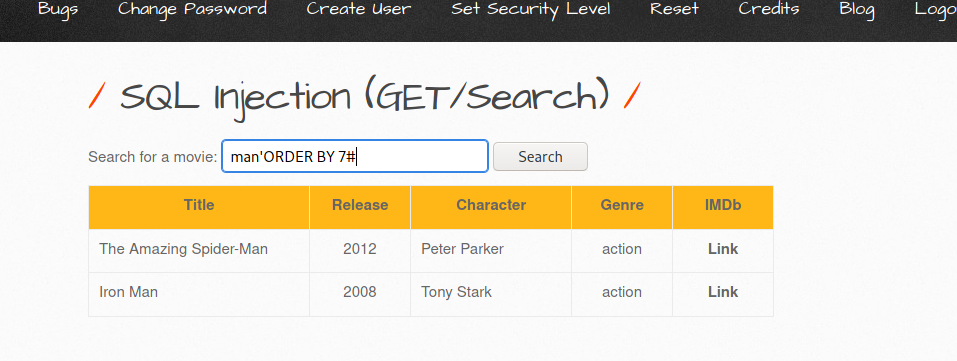 Bugs Change Password Create User Set Security Level Reset Credits Blog Logo
/ SQL Injection (GET/Search) /
Search for a movie: man'ORDER BY 7# Search
Title Release Character Genre IMDb
The Amazing Spider-Man 2012 Peter Parker action Link
Iron Man 2008 Tony Stark action Link